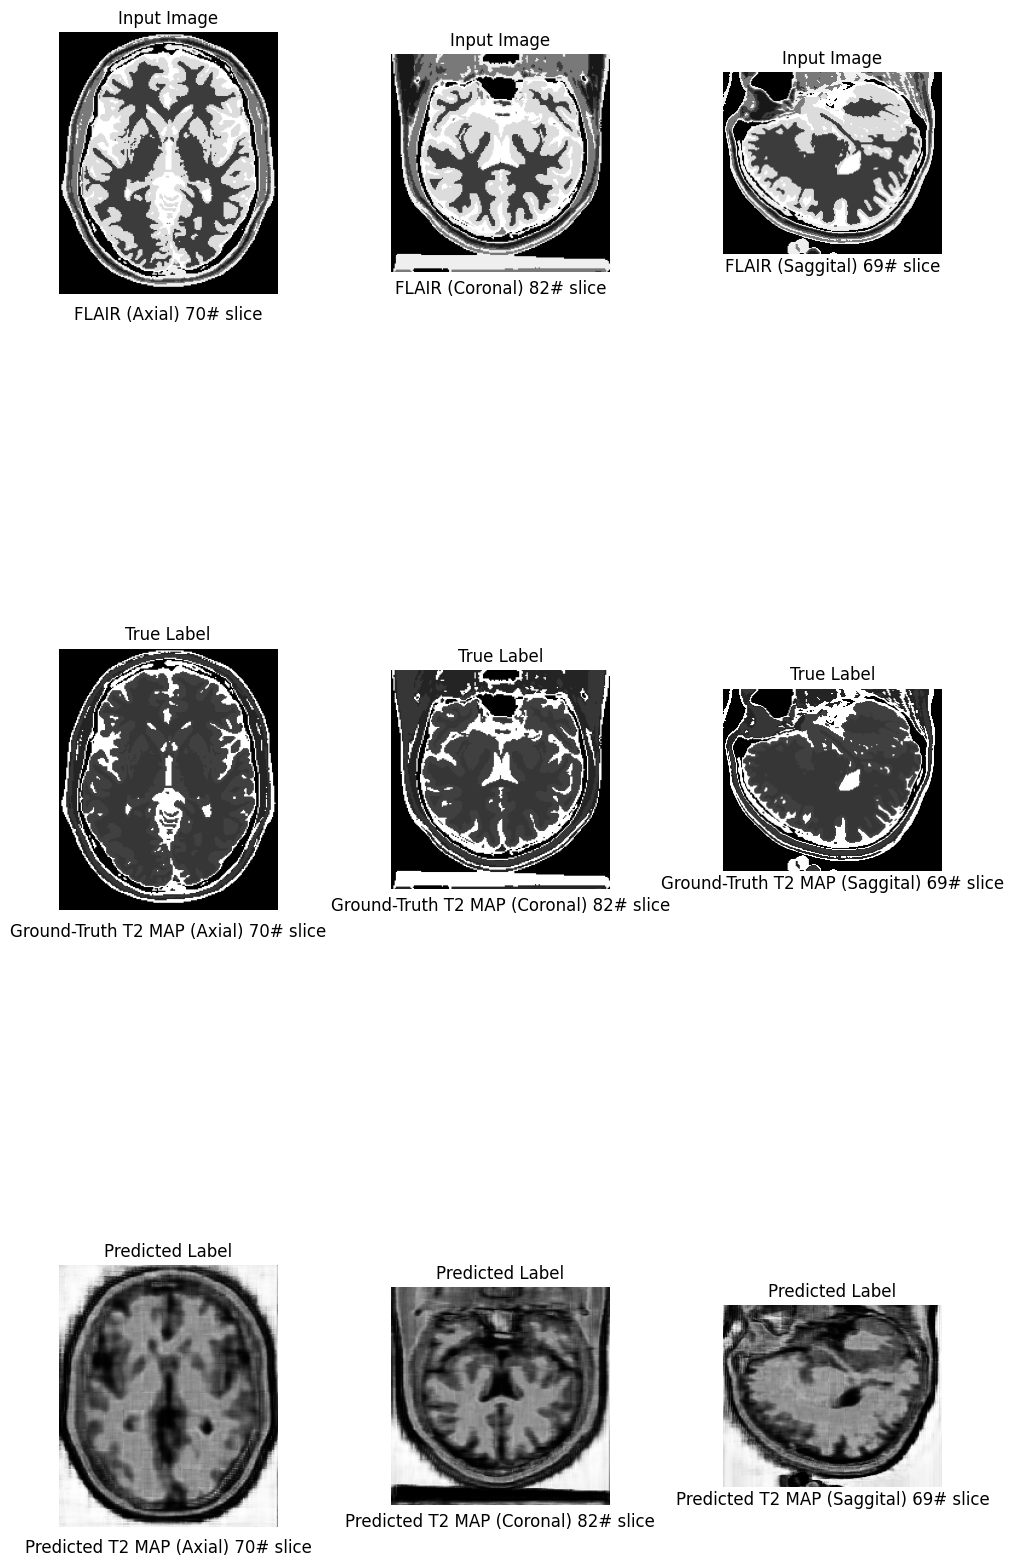 Input Image
Input Image
Input Image
FLAIR (Axial) 70# slice
FLAIR (Coronal) 82# slice
FLAIR (Saggital) 69# slice
True Label
True Label
True Label
Ground-Truth T2 MAP (Axial) 70# slice
Ground-Truth T2 MAP (Coronal) 82# slice
Ground-Truth T2 MAP (Saggital) 69# slice
Predicted Label
Predicted Label
Predicted Label
Predicted T2 MAP (Axial) 70# slice
Predicted T2 MAP (Coronal) 82# slice
Predicted T2 MAP (Saggital) 69# slice